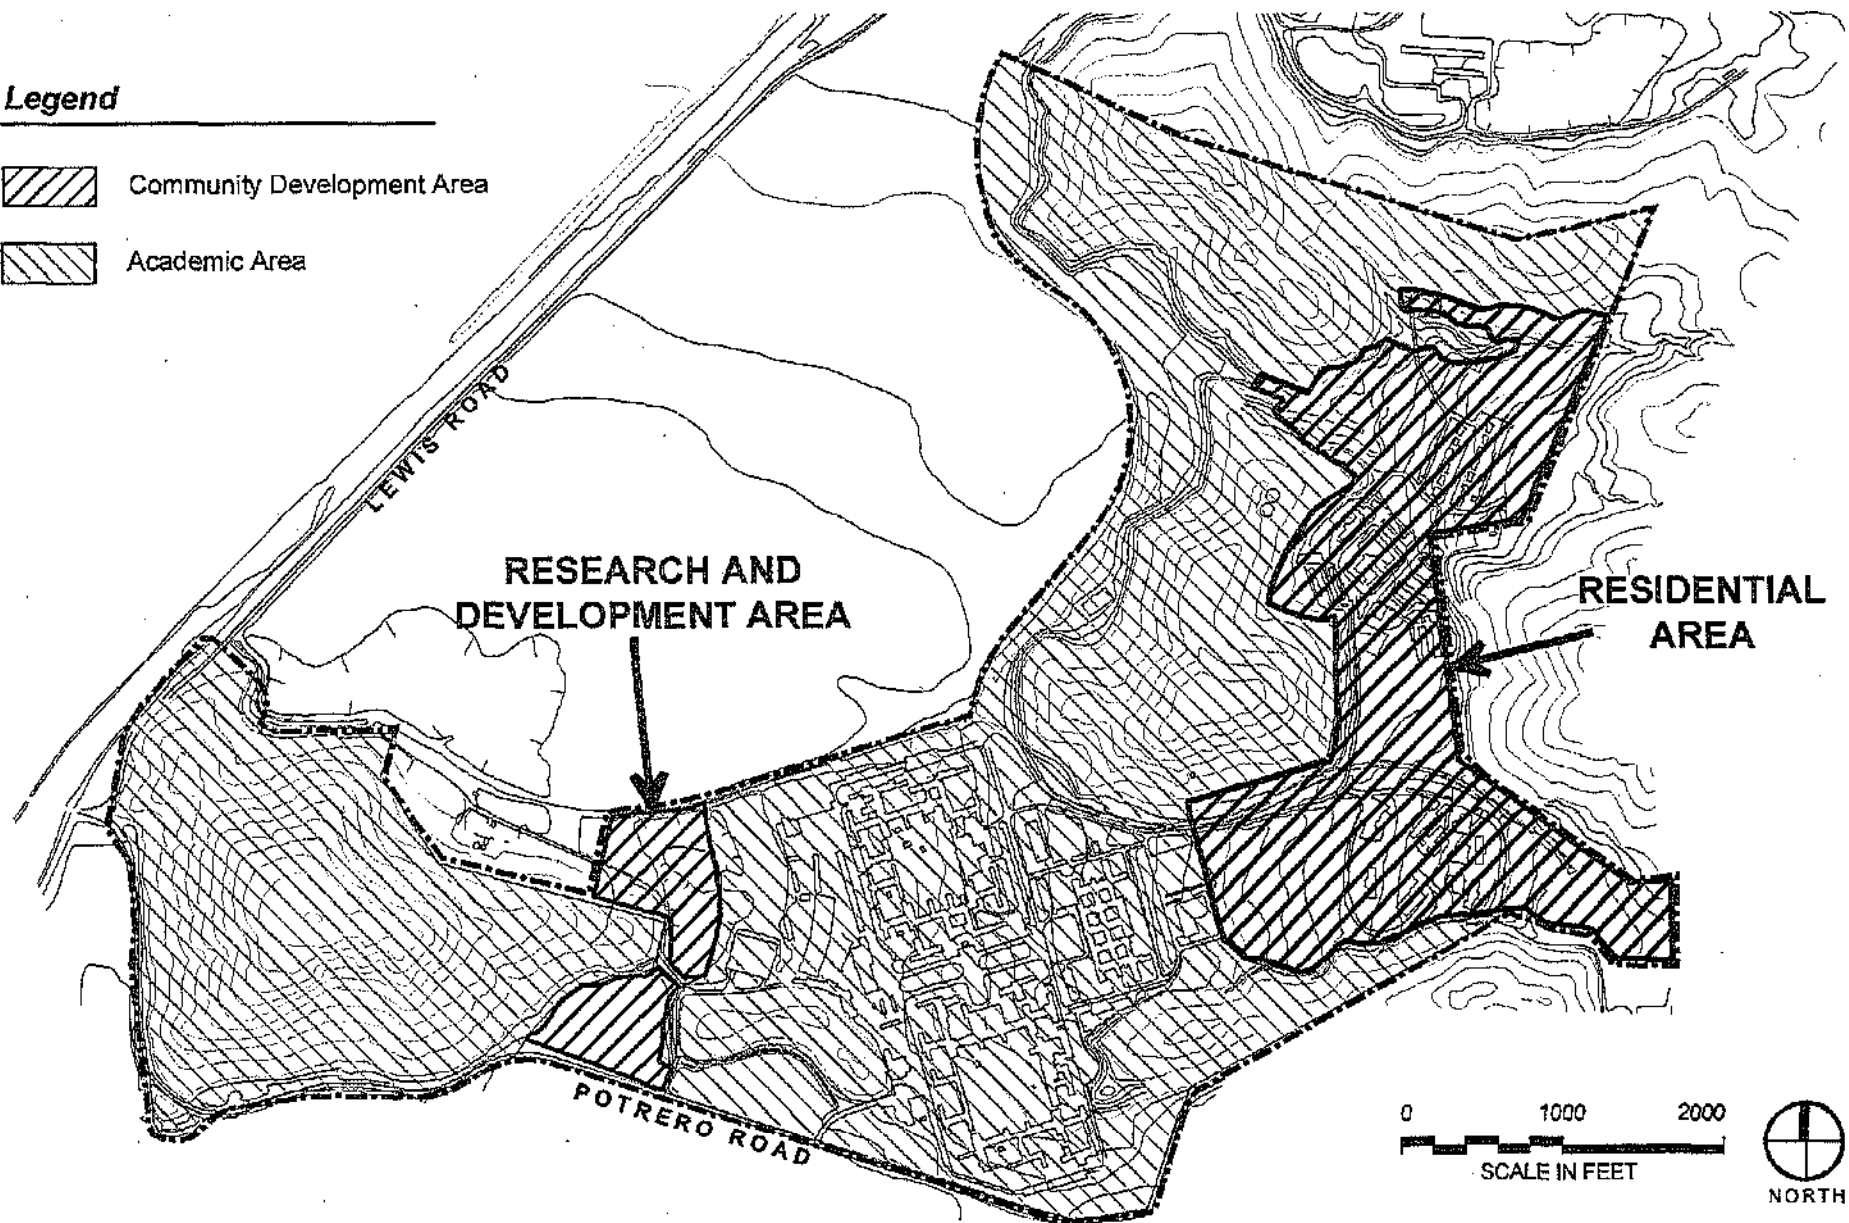 Legend
Community Development Area
Academic Area
LEWIS ROAD
RESEARCH AND
DEVELOPMENT AREA
RESIDENTIAL
AREA
POTRERO ROAD
0 1000 2000
SCALE IN FEET
NORTH